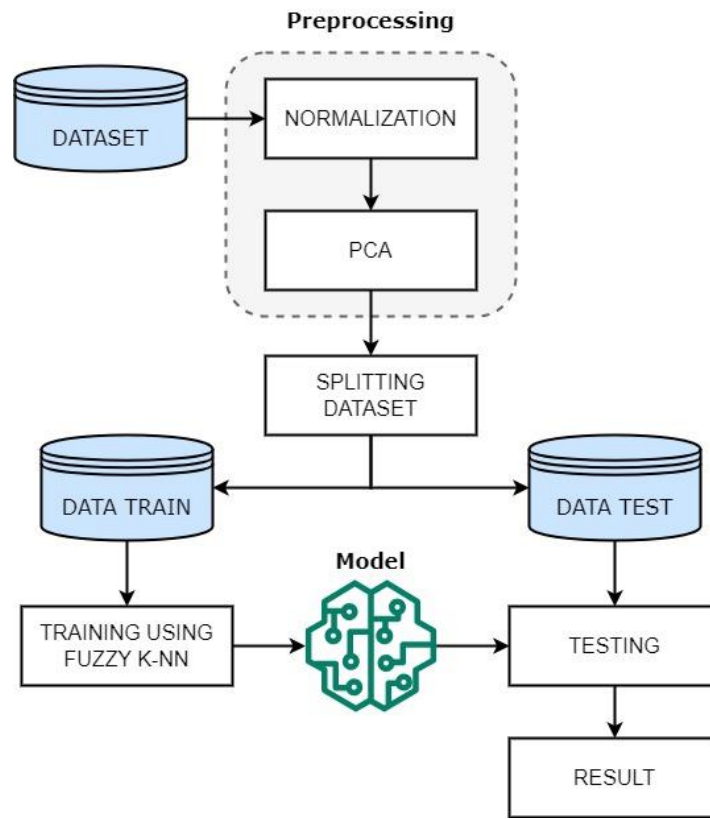 Preprocessing
DATASET
NORMALIZATION
PCA
SPLITTING
DATASET
DATA TRAIN
DATA TEST
Model
TRAINING USING
FUZZY K-NN
TESTING
RESULT